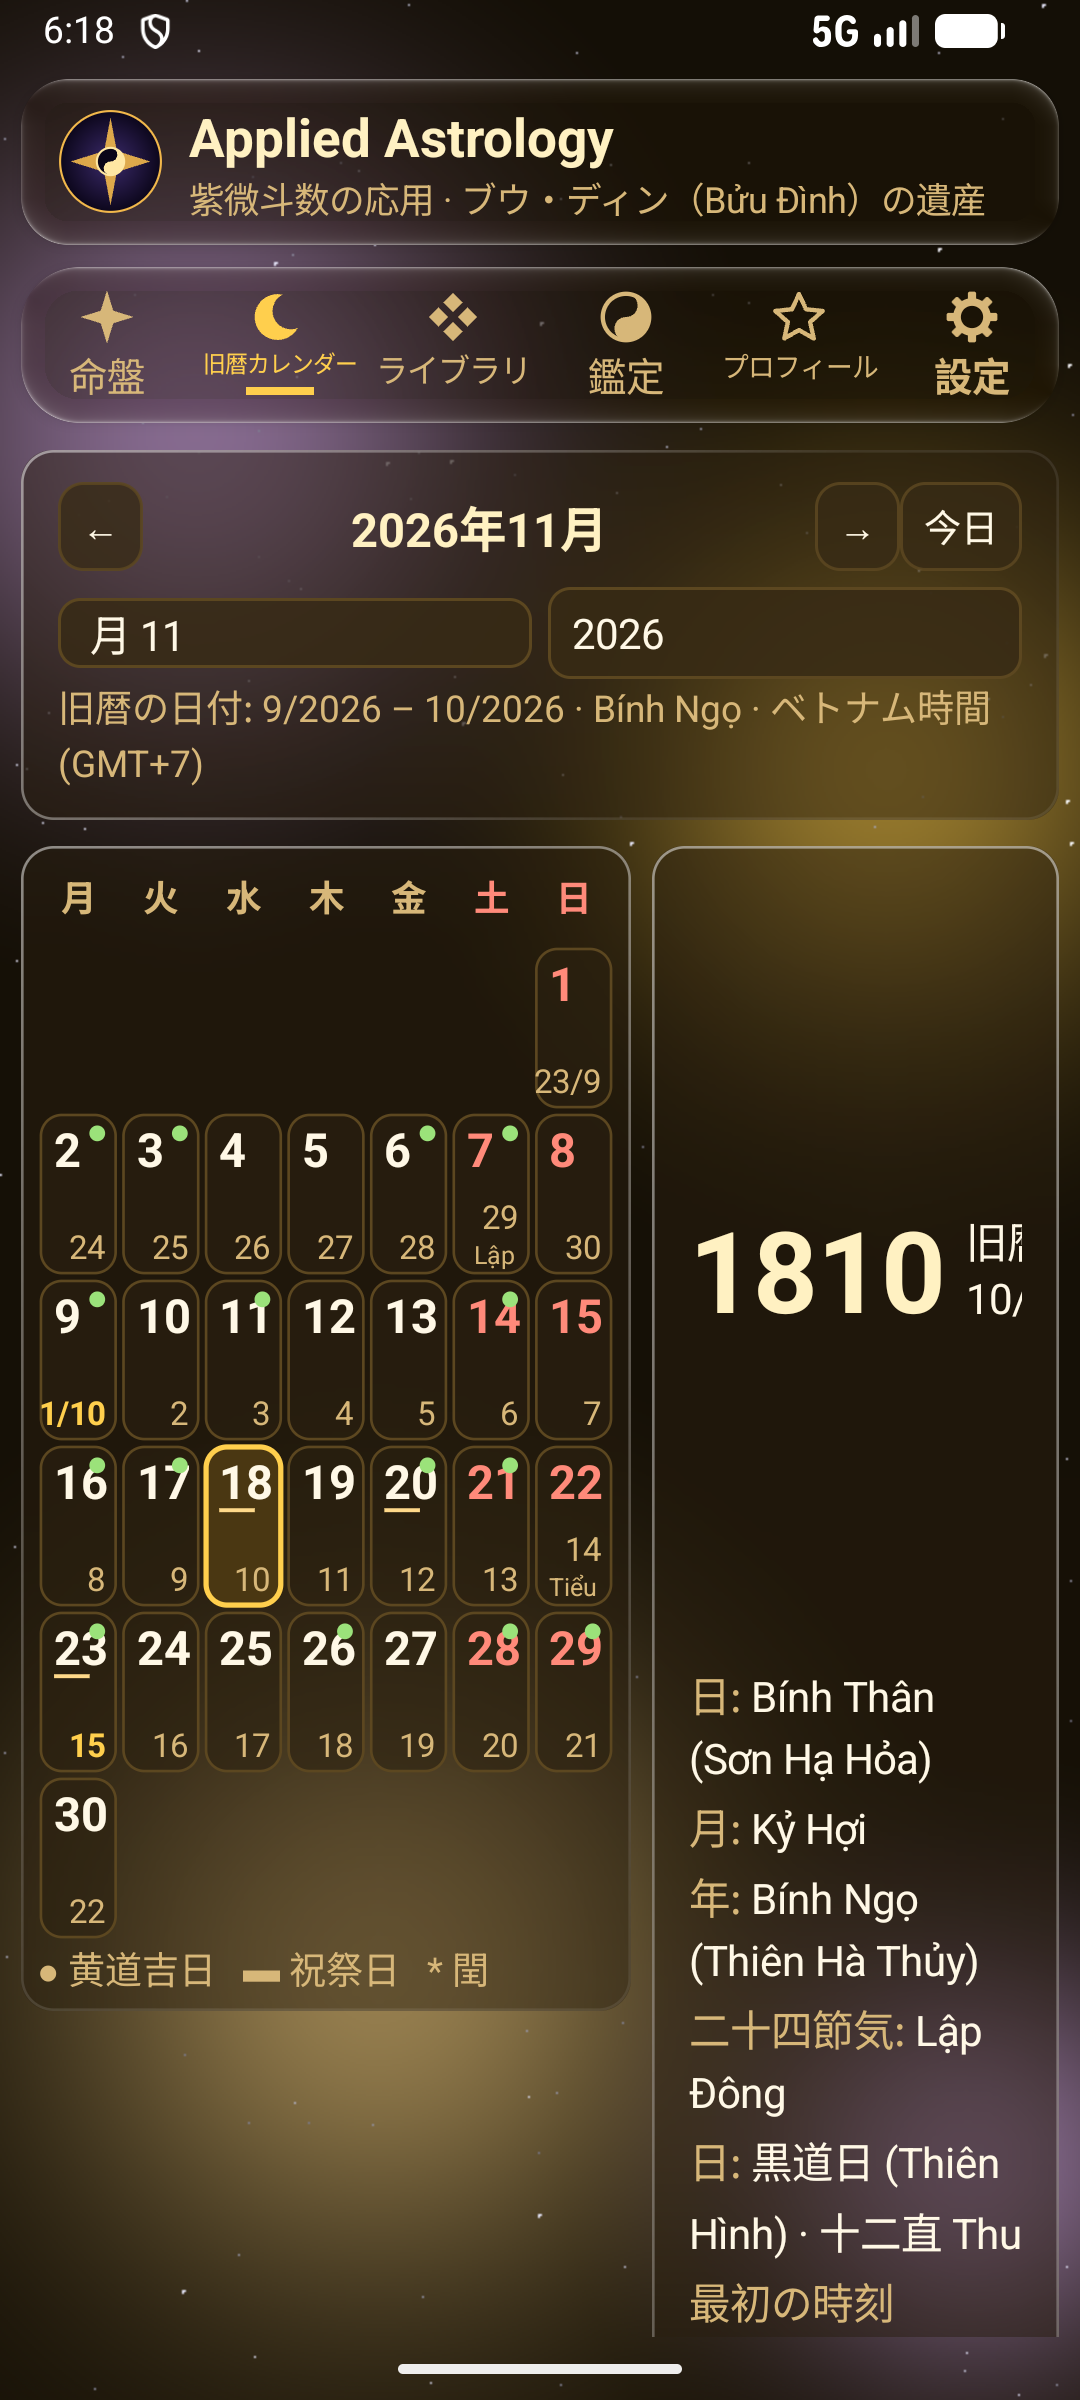 6:18
5G
Applied Astrology
紫微斗数の応用 · ブウ・ディン（Bửu Đình）の遺産
命盤 旧暦カレンダー ライブラリ 鑑定 プロフィール 設定
← 2026年11月 → 今日
月 11 2026
旧暦の日付: 9/2026 – 10/2026 · Bính Ngọ · ベトナム時間
(GMT+7)
月 火 水 木 金 土 日
1
23/9
2 3 4 5 6 7 8
24 25 26 27 28 29 30
Lập
9 10 11 12 13 14 15
1/10 2 3 4 5 6 7
16 17 18 19 20 21 22
8 9 10 11 12 13 14
Tiểu
23 24 25 26 27 28 29
15 16 17 18 19 20 21
30
22
● 黄道吉日 ▬ 祝祭日 * 閏
1810
旧
10/
日: Bính Thân
(Sơn Hạ Hỏa)
月: Kỷ Hợi
年: Bính Ngọ
(Thiên Hà Thủy)
二十四節気: Lập
Đông
日: 黒道日 (Thiên
Hình) · 十二直 Thu
最初の時刻